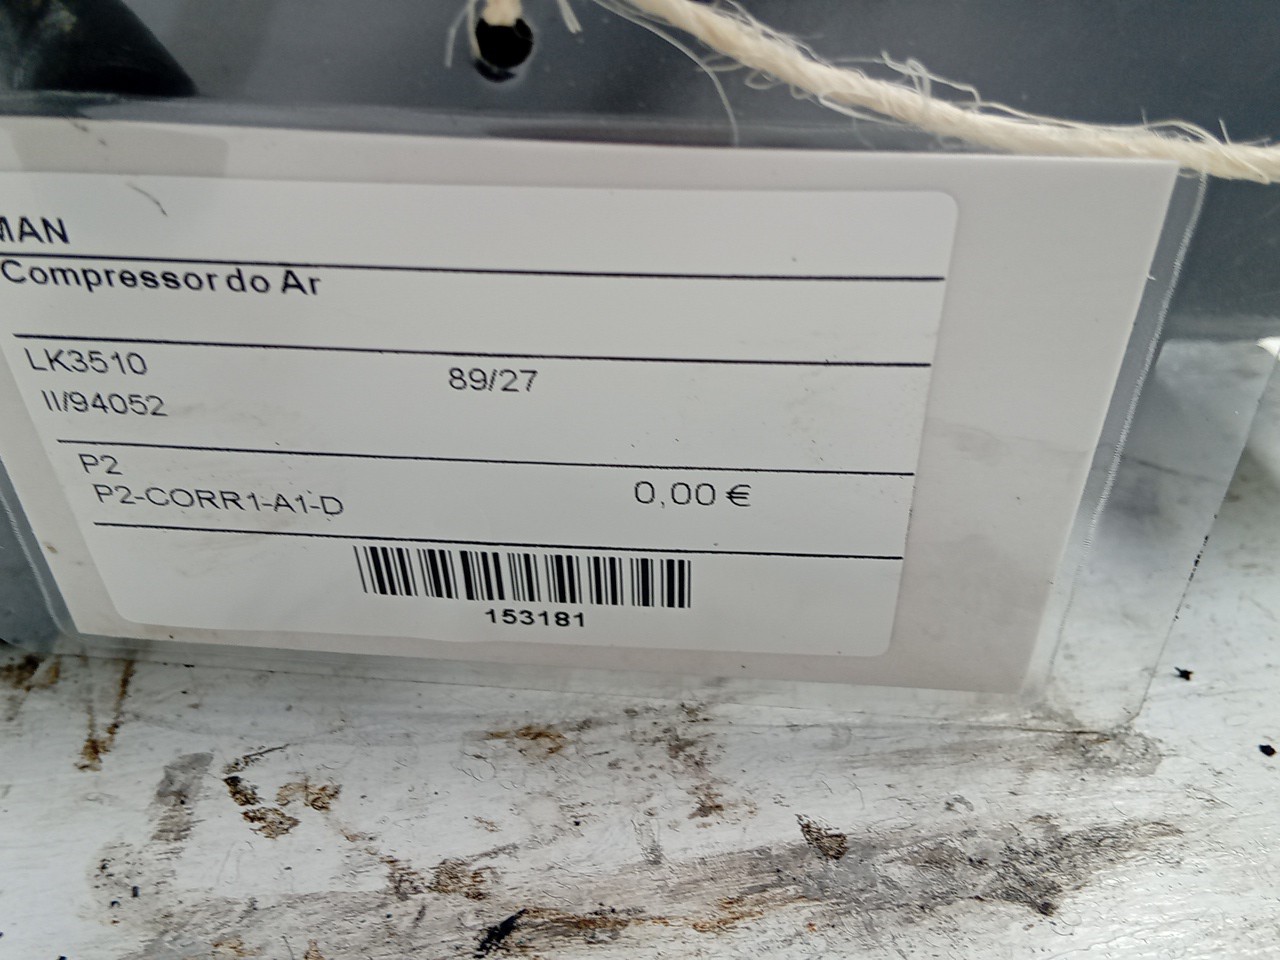 MAN
Compressor do Ar
LK3510 89/27
II/94052
P2
P2-CORR1-A1-D 0,00 €
153181